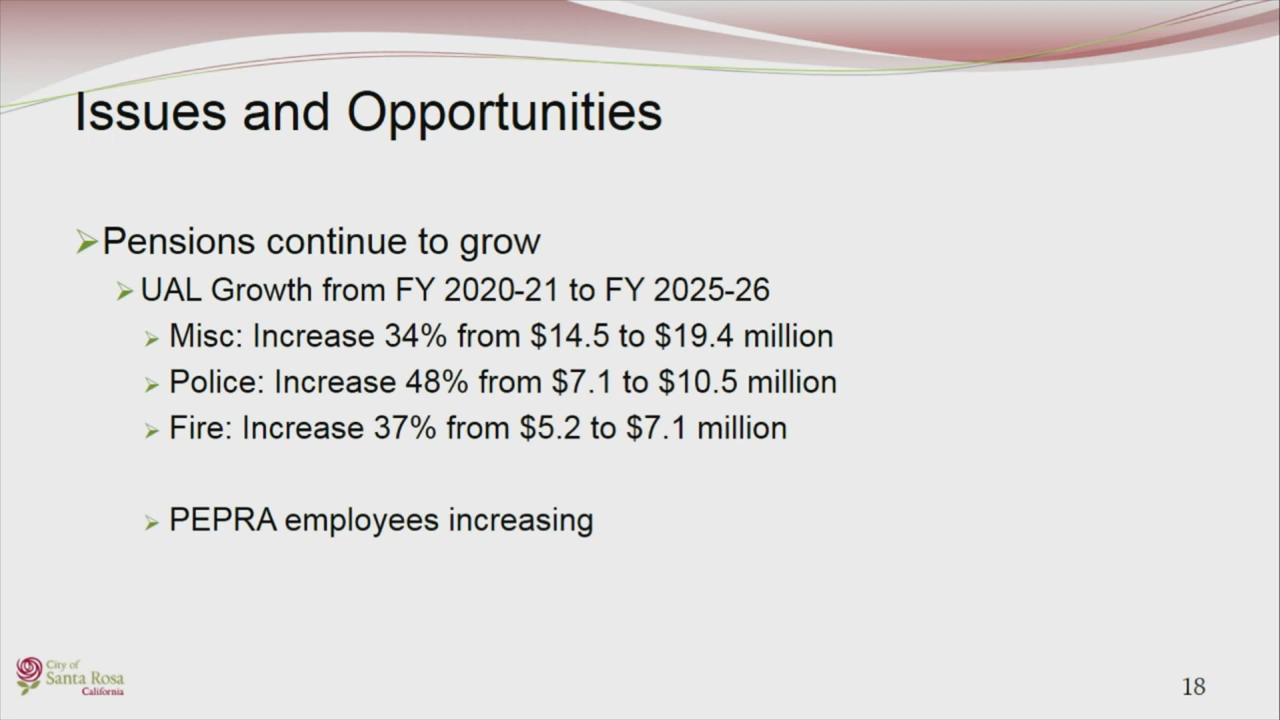 Issues and Opportunities
Pensions continue to grow
UAL Growth from FY 2020-21 to FY 2025-26
Misc: Increase 34% from $14.5 to $19.4 million
Police: Increase 48% from $7.1 to $10.5 million
Fire: Increase 37% from $5.2 to $7.1 million
PEPRA employees increasing
City of
Santa Rosa
California
18